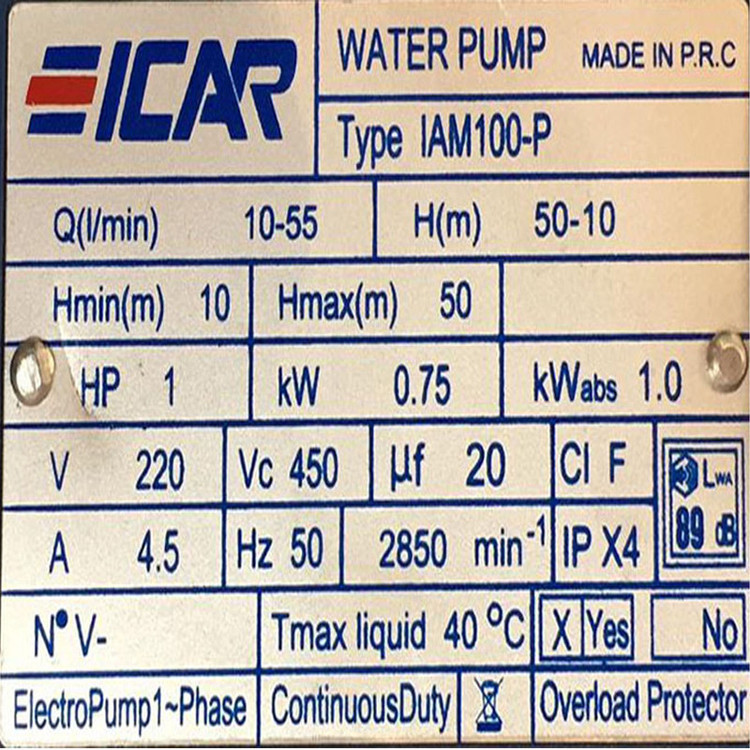 ICAR
WATER PUMP MADE IN P.R.C
Type IAM100-P
Q(l/min) 10-55 H(m) 50-10
Hmin(m) 10 Hmax(m) 50
HP 1 kW 0.75 kWabs 1.0
V 220 Vc 450 µf 20 Cl F LWA
A 4.5 Hz 50 2850 min-1 IP X4 89 dB
N° V- Tmax liquid 40 °C X Yes No
ElectroPump1~Phase ContinuousDuty Overload Protector